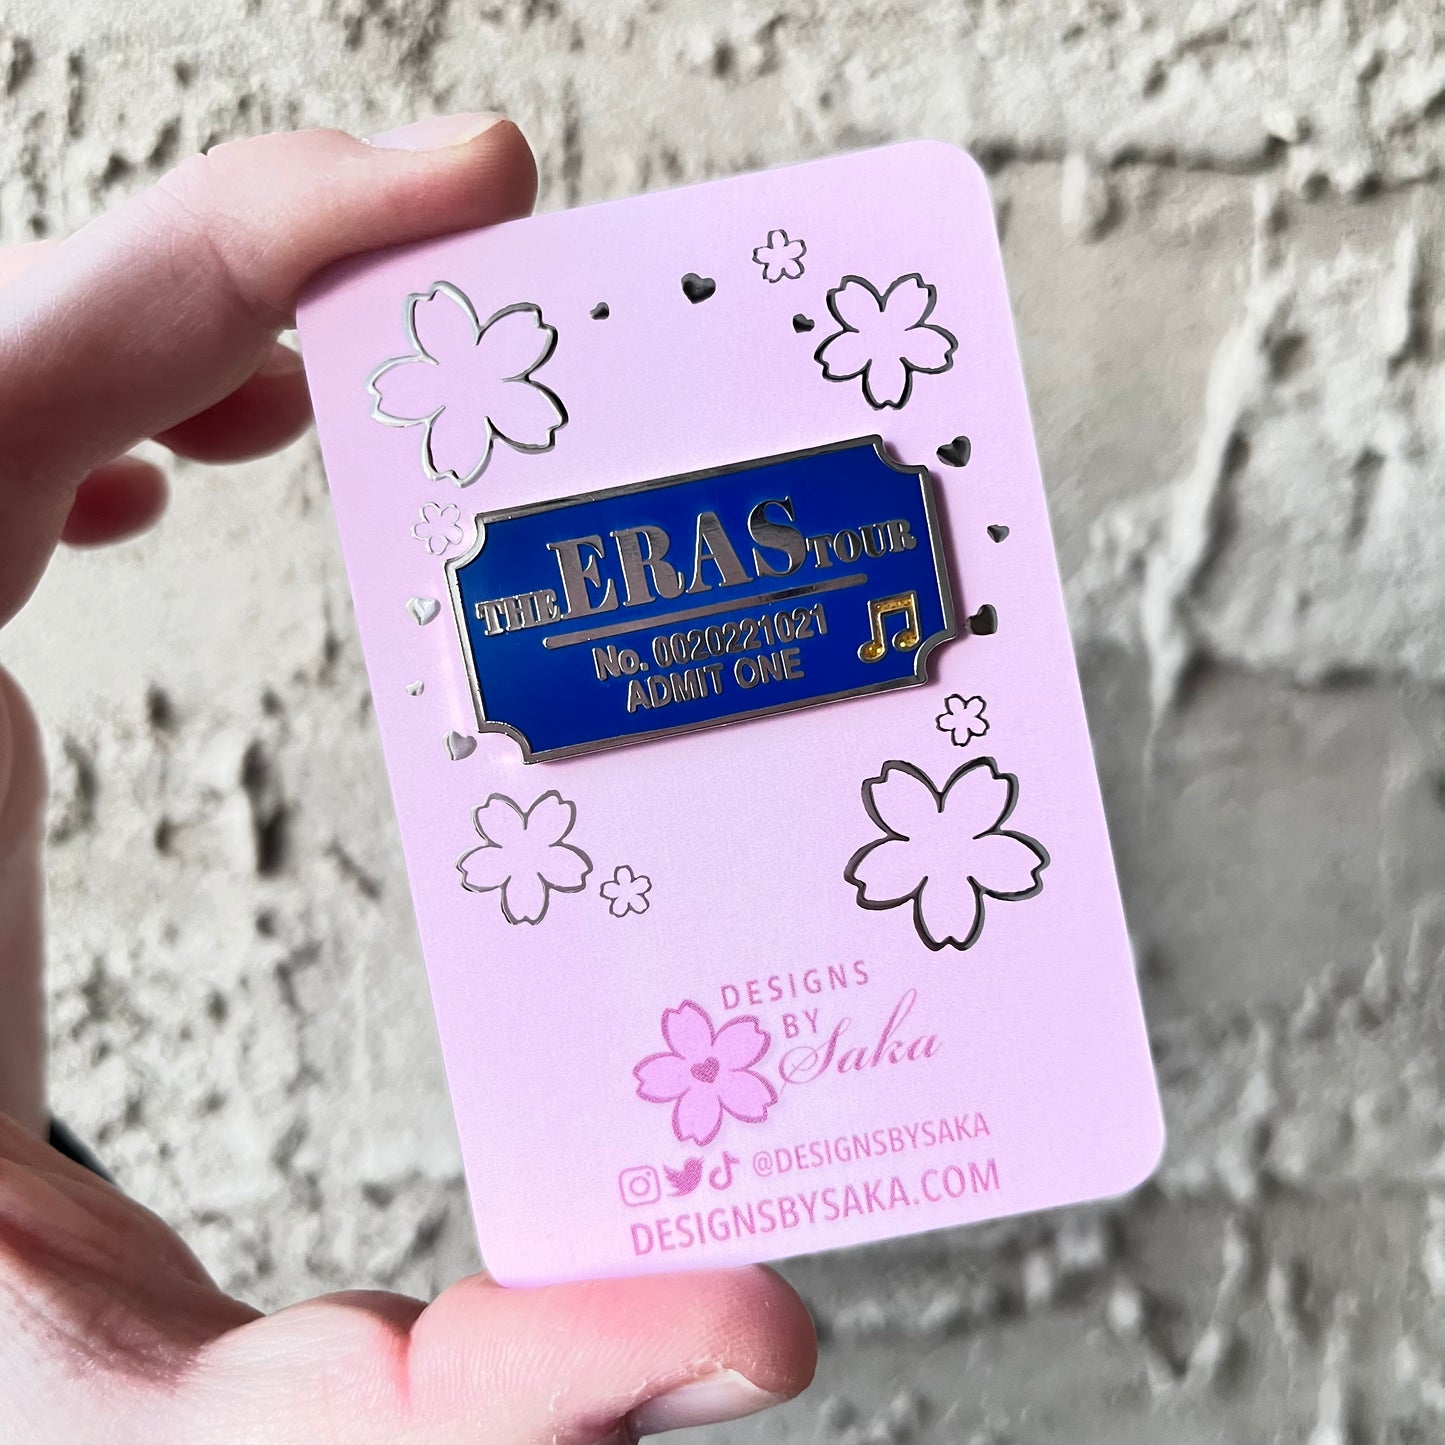 THE ERAS TOUR
No. 0020221021
ADMIT ONE
DESIGNS
BY
Saka
@DESIGNSBYSAKA
DESIGNSBYSAKA.COM